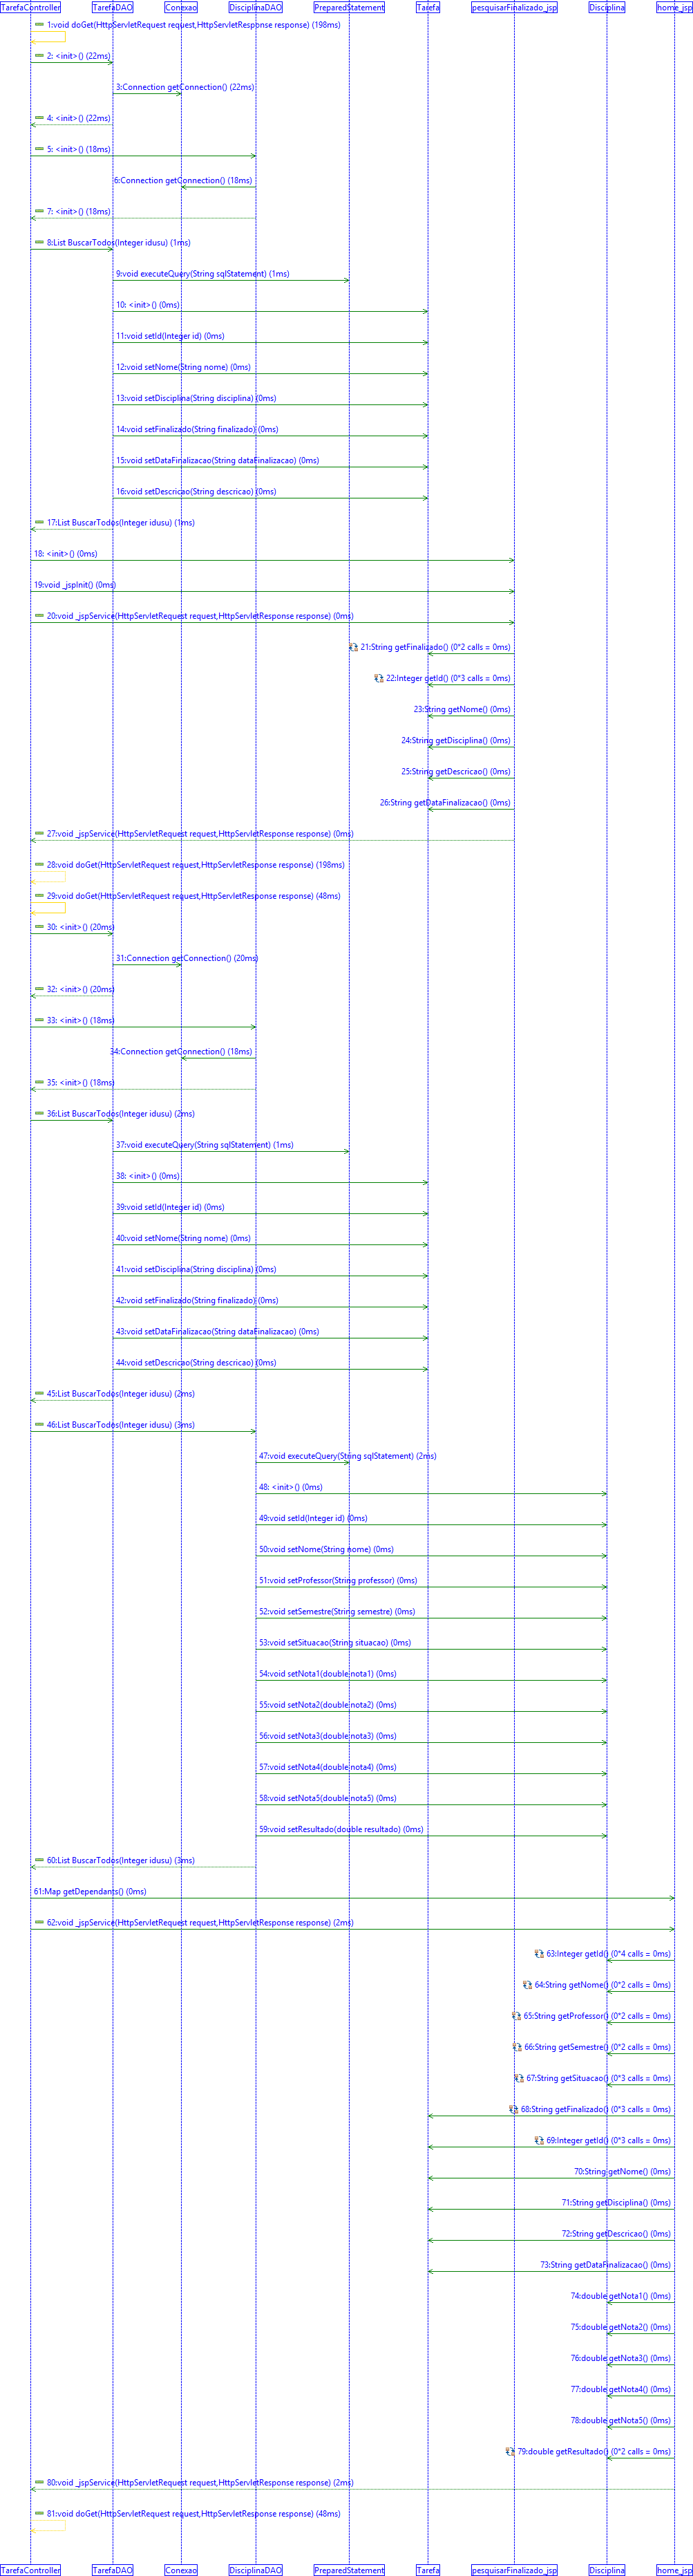 TarefaController TarefaDAO Conexao DisciplinaDAO PreparedStatement Tarefa pesquisarFinalizado_jsp Disciplina home_jsp
1:void doGet(HttpServletRequest request,HttpServletResponse response) (198ms)
2: <init>() (22ms)
3:Connection getConnection() (22ms)
4: <init>() (22ms)
5: <init>() (18ms)
6:Connection getConnection() (18ms)
7: <init>() (18ms)
8:List BuscarTodos(Integer idusu) (1ms)
9:void executeQuery(String sqlStatement) (1ms)
10: <init>() (0ms)
11:void setId(Integer id) (0ms)
12:void setNome(String nome) (0ms)
13:void setDisciplina(String disciplina) (0ms)
14:void setFinalizado(String finalizado) (0ms)
15:void setDataFinalizacao(String dataFinalizacao) (0ms)
16:void setDescricao(String descricao) (0ms)
17:List BuscarTodos(Integer idusu) (1ms)
18: <init>() (0ms)
19:void _jspInit() (0ms)
20:void _jspService(HttpServletRequest request,HttpServletResponse response) (0ms)
21:String getFinalizado() (0*2 calls = 0ms)
22:Integer getId() (0*3 calls = 0ms)
23:String getNome() (0ms)
24:String getDisciplina() (0ms)
25:String getDescricao() (0ms)
26:String getDataFinalizacao() (0ms)
27:void _jspService(HttpServletRequest request,HttpServletResponse response) (0ms)
28:void doGet(HttpServletRequest request,HttpServletResponse response) (198ms)
29:void doGet(HttpServletRequest request,HttpServletResponse response) (48ms)
30: <init>() (20ms)
31:Connection getConnection() (20ms)
32: <init>() (20ms)
33: <init>() (18ms)
34:Connection getConnection() (18ms)
35: <init>() (18ms)
36:List BuscarTodos(Integer idusu) (2ms)
37:void executeQuery(String sqlStatement) (1ms)
38: <init>() (0ms)
39:void setId(Integer id) (0ms)
40:void setNome(String nome) (0ms)
41:void setDisciplina(String disciplina) (0ms)
42:void setFinalizado(String finalizado) (0ms)
43:void setDataFinalizacao(String dataFinalizacao) (0ms)
44:void setDescricao(String descricao) (0ms)
45:List BuscarTodos(Integer idusu) (2ms)
46:List BuscarTodos(Integer idusu) (3ms)
47:void executeQuery(String sqlStatement) (2ms)
48: <init>() (0ms)
49:void setId(Integer id) (0ms)
50:void setNome(String nome) (0ms)
51:void setProfessor(String professor) (0ms)
52:void setSemestre(String semestre) (0ms)
53:void setSituacao(String situacao) (0ms)
54:void setNota1(double nota1) (0ms)
55:void setNota2(double nota2) (0ms)
56:void setNota3(double nota3) (0ms)
57:void setNota4(double nota4) (0ms)
58:void setNota5(double nota5) (0ms)
59:void setResultado(double resultado) (0ms)
60:List BuscarTodos(Integer idusu) (3ms)
61:Map getDependants() (0ms)
62:void _jspService(HttpServletRequest request,HttpServletResponse response) (2ms)
63:Integer getId() (0*4 calls = 0ms)
64:String getNome() (0*2 calls = 0ms)
65:String getProfessor() (0*2 calls = 0ms)
66:String getSemestre() (0*2 calls = 0ms)
67:String getSituacao() (0*3 calls = 0ms)
68:String getFinalizado() (0*3 calls = 0ms)
69:Integer getId() (0*3 calls = 0ms)
70:String getNome() (0ms)
71:String getDisciplina() (0ms)
72:String getDescricao() (0ms)
73:String getDataFinalizacao() (0ms)
74:double getNota1() (0ms)
75:double getNota2() (0ms)
76:double getNota3() (0ms)
77:double getNota4() (0ms)
78:double getNota5() (0ms)
79:double getResultado() (0*2 calls = 0ms)
80:void _jspService(HttpServletRequest request,HttpServletResponse response) (2ms)
81:void doGet(HttpServletRequest request,HttpServletResponse response) (48ms)
TarefaController TarefaDAO Conexao DisciplinaDAO PreparedStatement Tarefa pesquisarFinalizado_jsp Disciplina home_jsp